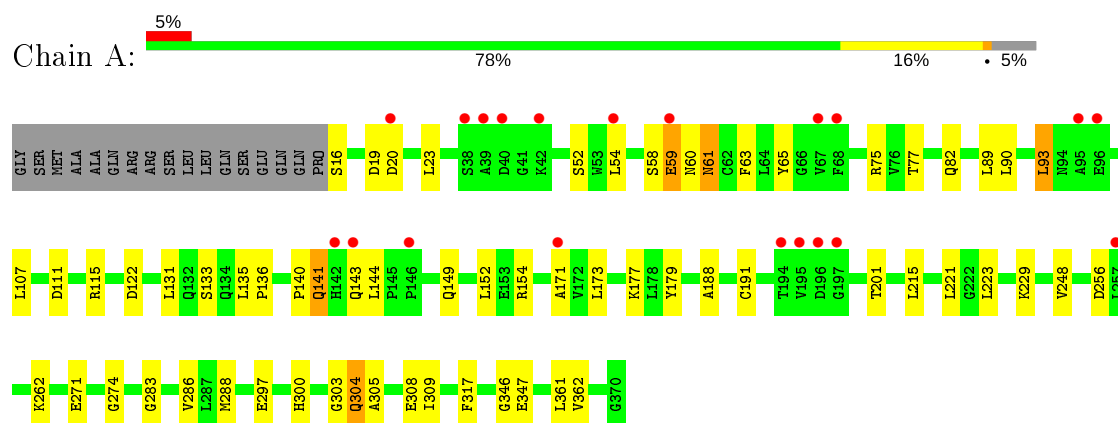 5%
Chain A:
78% 16% • 5%
GLY SER MET ALA ALA GLN ARG ARG SER LEU LEU GLN SER GLU GLN GLN PRO S16 D19 D20 L23 S38 A39 D40 G41 K42 S52 W53 L54 S58 E59 N60 N61 C62 F63 L64 Y65 G66 V67 F68 R75 V76 T77 Q82 L89 L90 L93 N94 A95 E96
L107 D111 R115 D122 L131 Q132 S133 Q134 L135 P136 P140 Q141 H142 Q143 L144 P145 P146 Q149 L152 E153 R154 A171 V172 L173 K177 L178 Y179 A188 C191 T194 V195 D196 G197 T201 L215 L221 G222 L223 K229 V248 D256 L257
K262 E271 G274 G283 V286 L287 M288 E297 H300 G303 Q304 A305 E308 I309 F317 G346 E347 L361 V362 G370